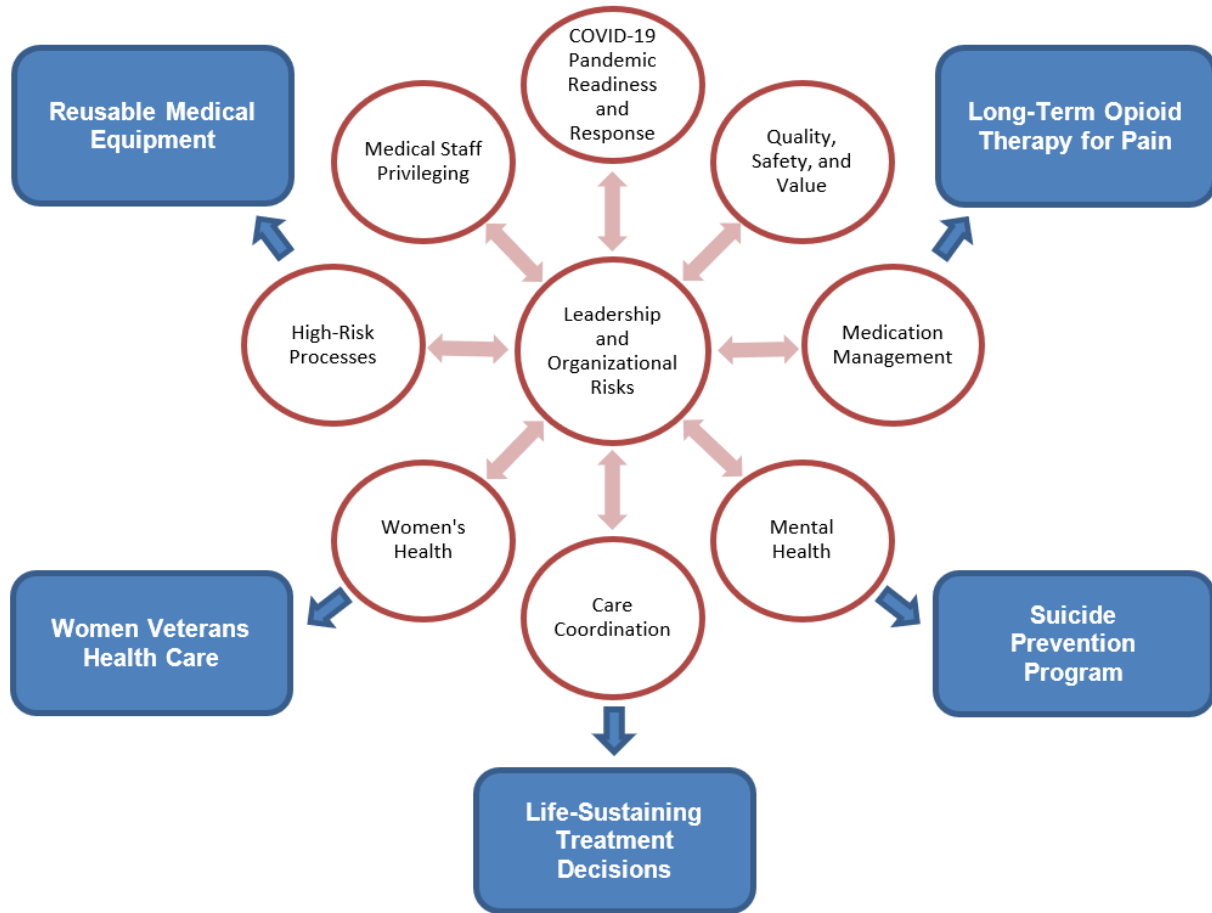 COVID-19
Pandemic
Readiness
and
Response
Reusable Medical
Equipment
Medical Staff
Privileging
Quality,
Safety, and
Value
Long-Term Opioid
Therapy for Pain
High-Risk
Processes
Leadership
and
Organizational
Risks
Medication
Management
Women's
Health
Care
Coordination
Mental
Health
Women Veterans
Health Care
Life-Sustaining
Treatment
Decisions
Suicide
Prevention
Program